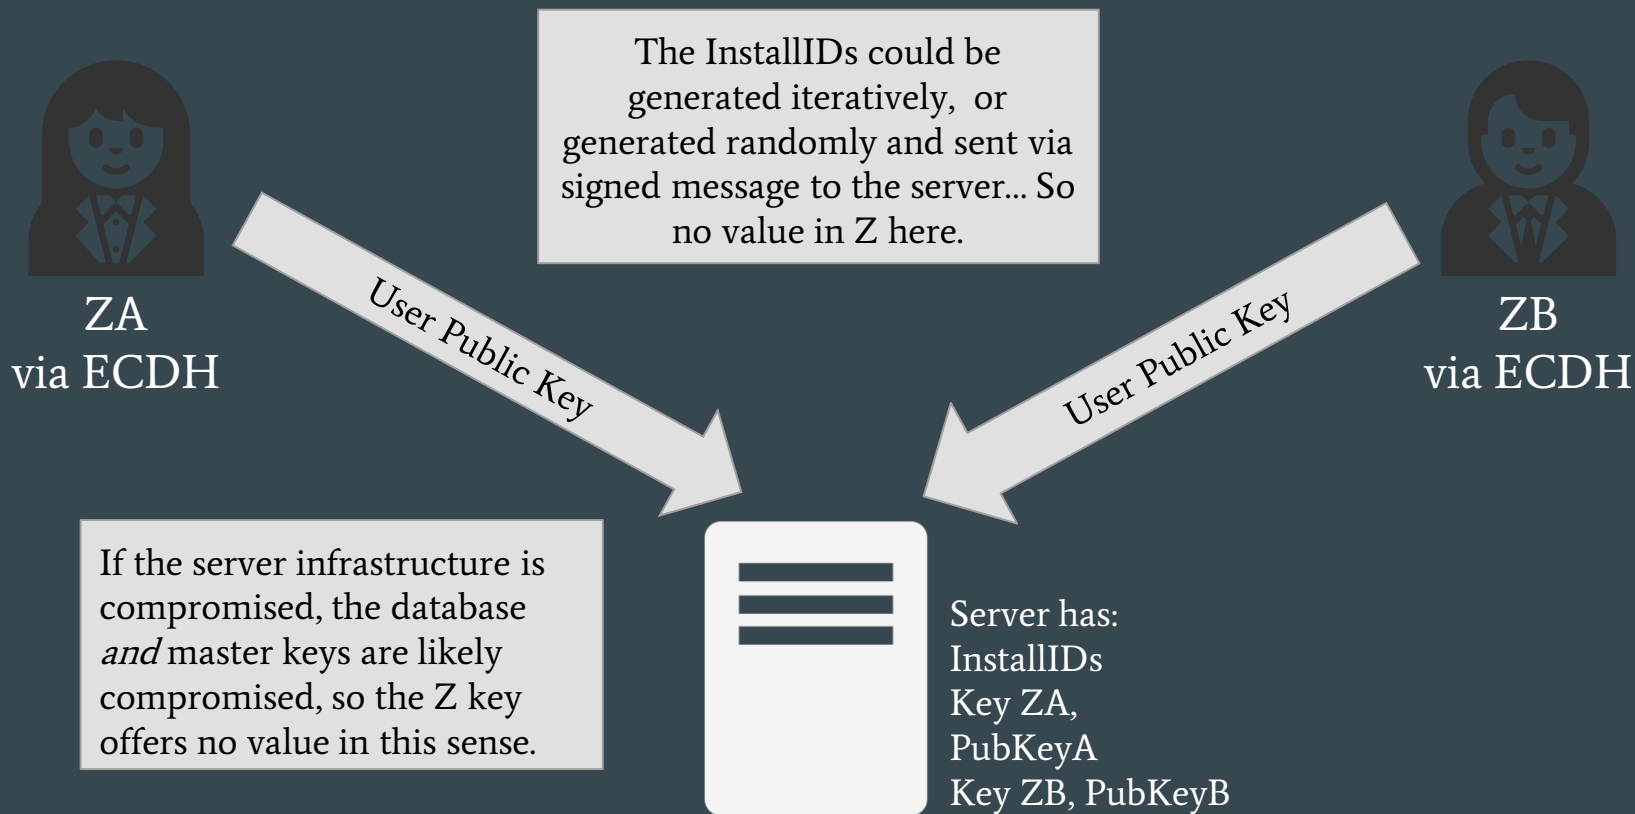 The InstallIDs could be
generated iteratively,  or
generated randomly and sent via
signed message to the server... So
no value in Z here.
ZA
via ECDH
User Public Key
User Public Key
ZB
via ECDH
If the server infrastructure is
compromised, the database
and master keys are likely
compromised, so the Z key
offers no value in this sense.
Server has:
InstallIDs
Key ZA,
PubKeyA
Key ZB, PubKeyB